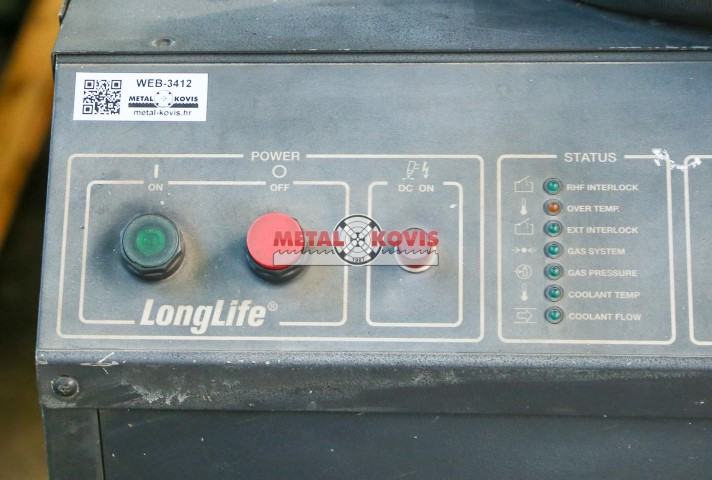 WEB-3412
METAL KOVIS
metal-kovis.hr
POWER
I
ON
O
OFF
DC ON
METAL KOVIS
1987
LongLife®
STATUS
RHF INTERLOCK
OVER TEMP.
EXT INTERLOCK
GAS SYSTEM
GAS PRESSURE
COOLANT TEMP
COOLANT FLOW